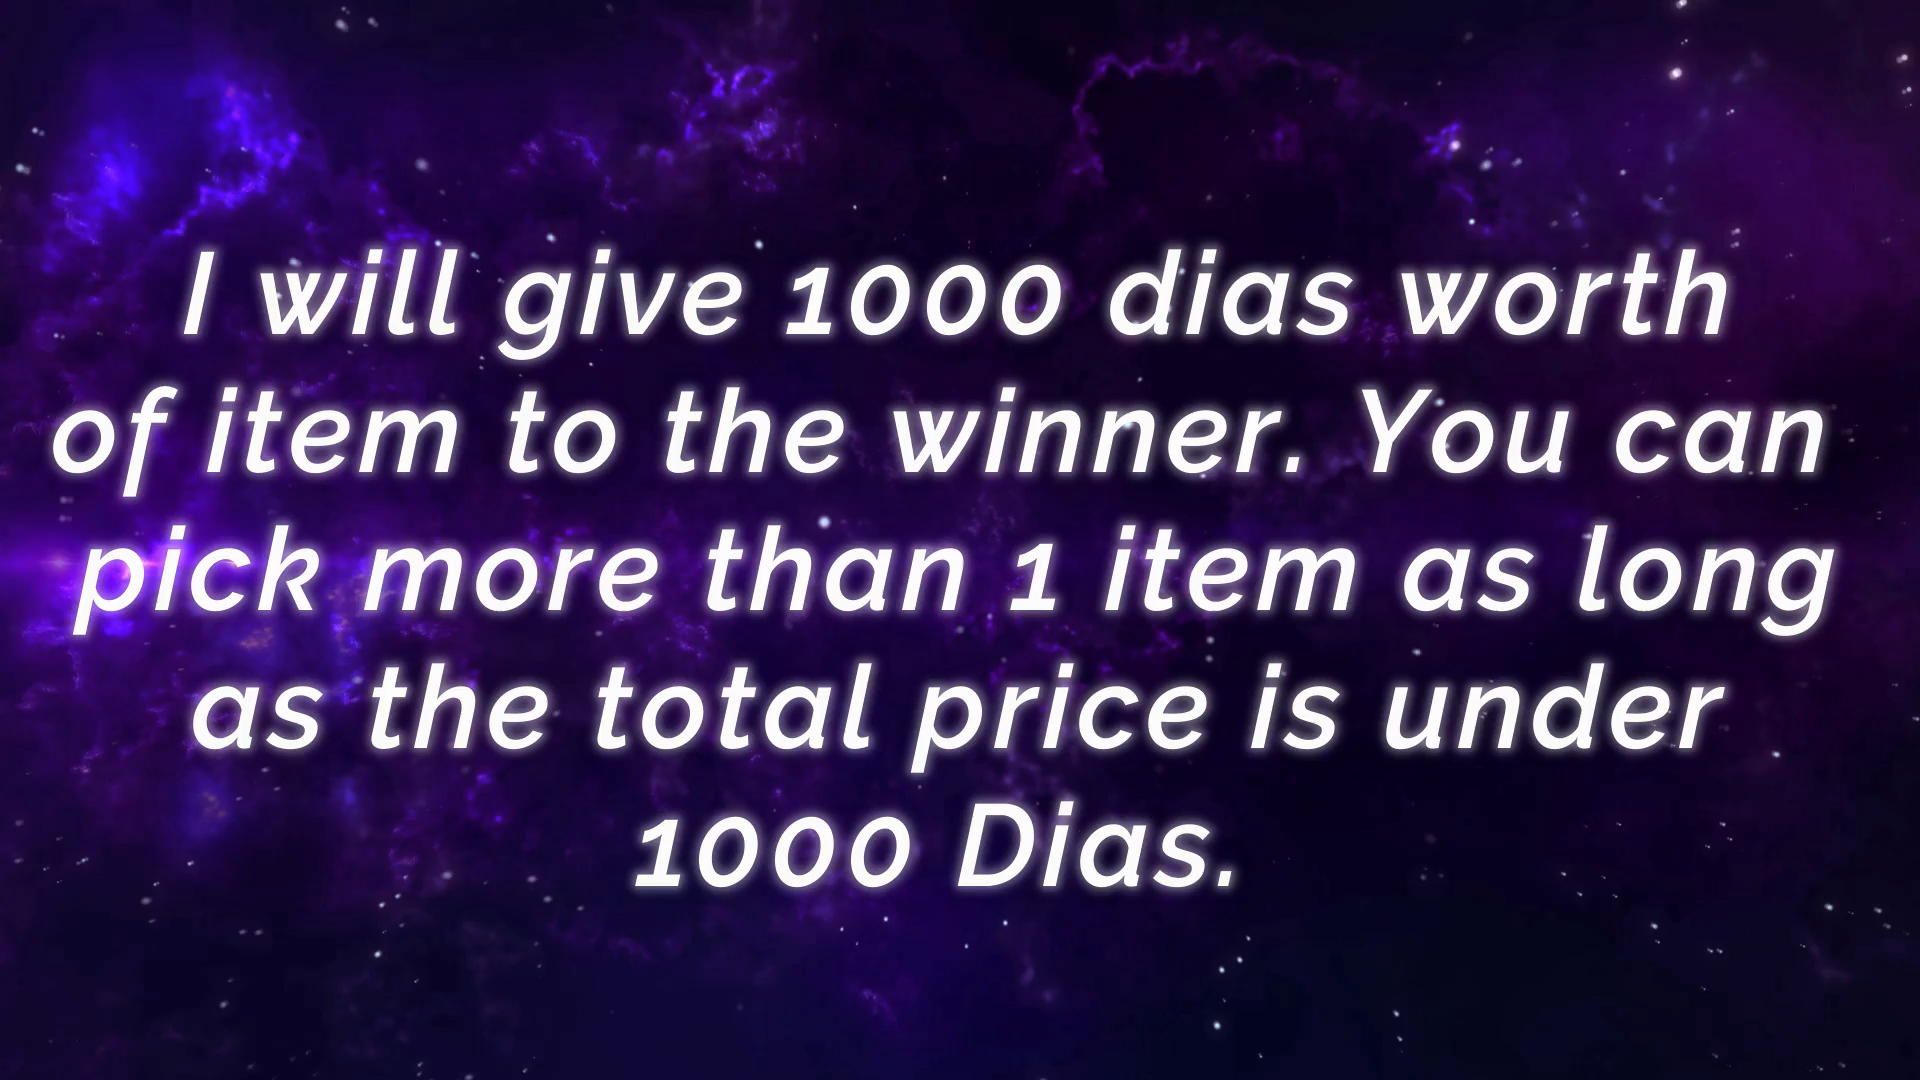 I will give 1000 dias worth
of item to the winner. You can
pick more than 1 item as long
as the total price is under
1000 Dias.